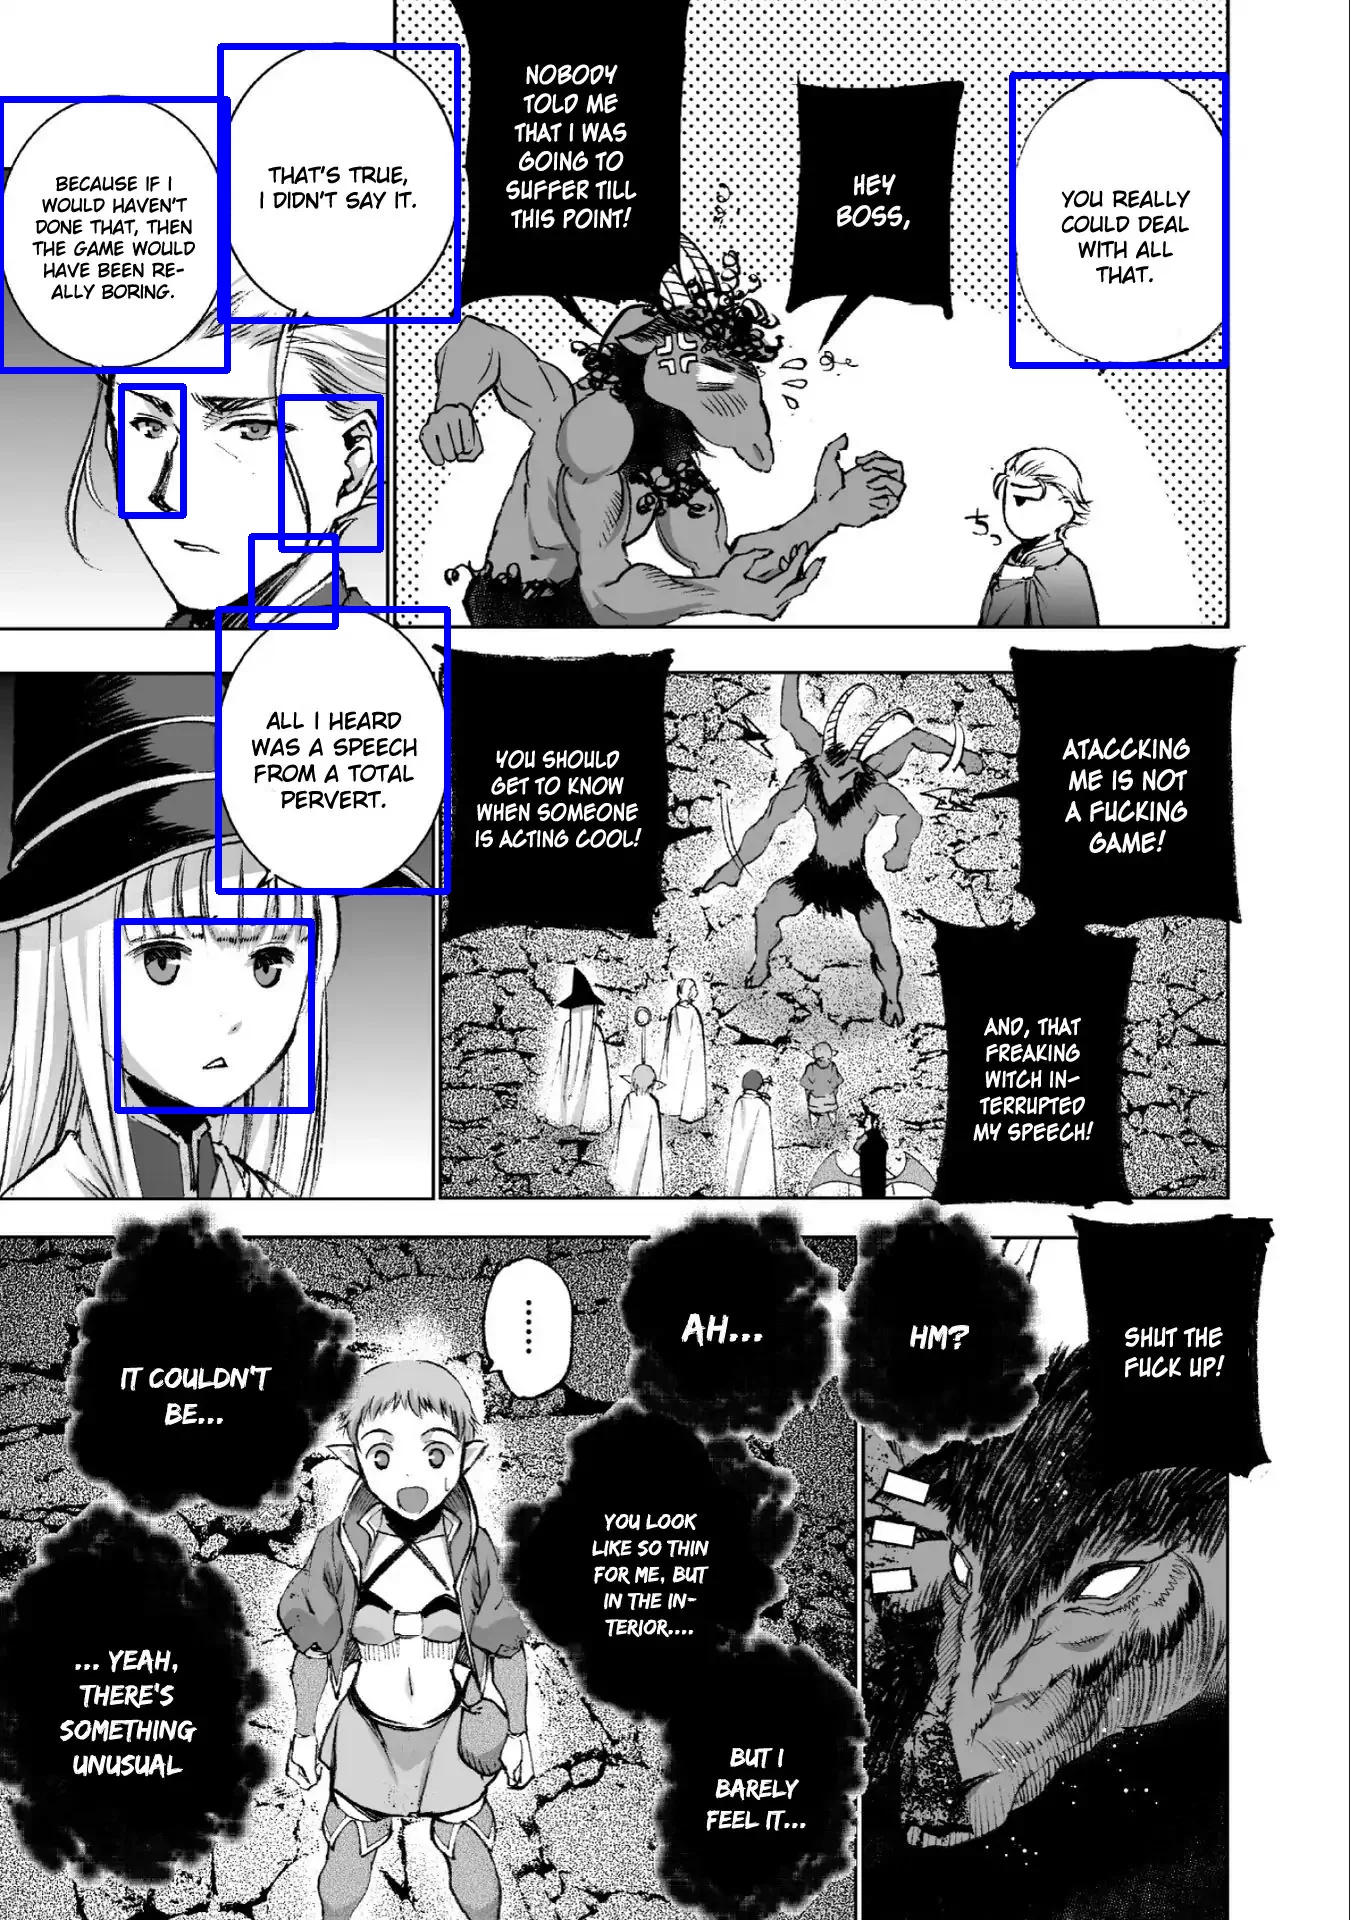 YOU REALLY
COULD DEAL
WITH ALL
THAT.
HEY
BOSS,
NOBODY
TOLD ME
THAT I WAS
GOING TO
SUFFER TILL
THIS POINT!
ちっ
THAT'S TRUE,
I DIDN'T SAY IT.
BECAUSE IF I
WOULD HAVEN'T
DONE THAT, THEN
THE GAME WOULD
HAVE BEEN RE-
ALLY BORING.
ATACCKING
ME IS NOT
A FUCKING
GAME!
AND, THAT
FREAKING
WITCH IN-
TERRUPTED
MY SPEECH!
YOU SHOULD
GET TO KNOW
WHEN SOMEONE
IS ACTING COOL!
ALL I HEARD
WAS A SPEECH
FROM A TOTAL
PERVERT.
SHUT THE
FUCK UP!
HM?
AH...
......
YOU LOOK
LIKE SO THIN
FOR ME, BUT
IN THE IN-
TERIOR....
BUT I
BARELY
FEEL IT...
IT COULDN'T
BE...
... YEAH,
THERE'S
SOMETHING
UNUSUAL